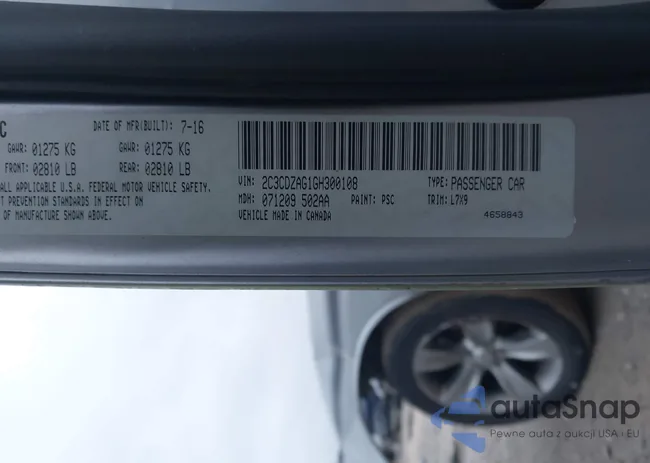 C DATE OF MFR(BUILT): 7-16
GAWR: 01275 KG GAWR: 01275 KG
FRONT: 02810 LB REAR: 02810 LB
ALL APPLICABLE U.S.A. FEDERAL MOTOR VEHICLE SAFETY,
T PREVENTION STANDARDS IN EFFECT ON
OF MANUFACTURE SHOWN ABOVE.
VIN: 2C3CDZAG1GH300108 TYPE: PASSENGER CAR
MDH: 071209 502AA PAINT: PSC TRIM: L7X9
VEHICLE MADE IN CANADA 4658843
autaSnap
Pewne auta z aukcji USA i EU